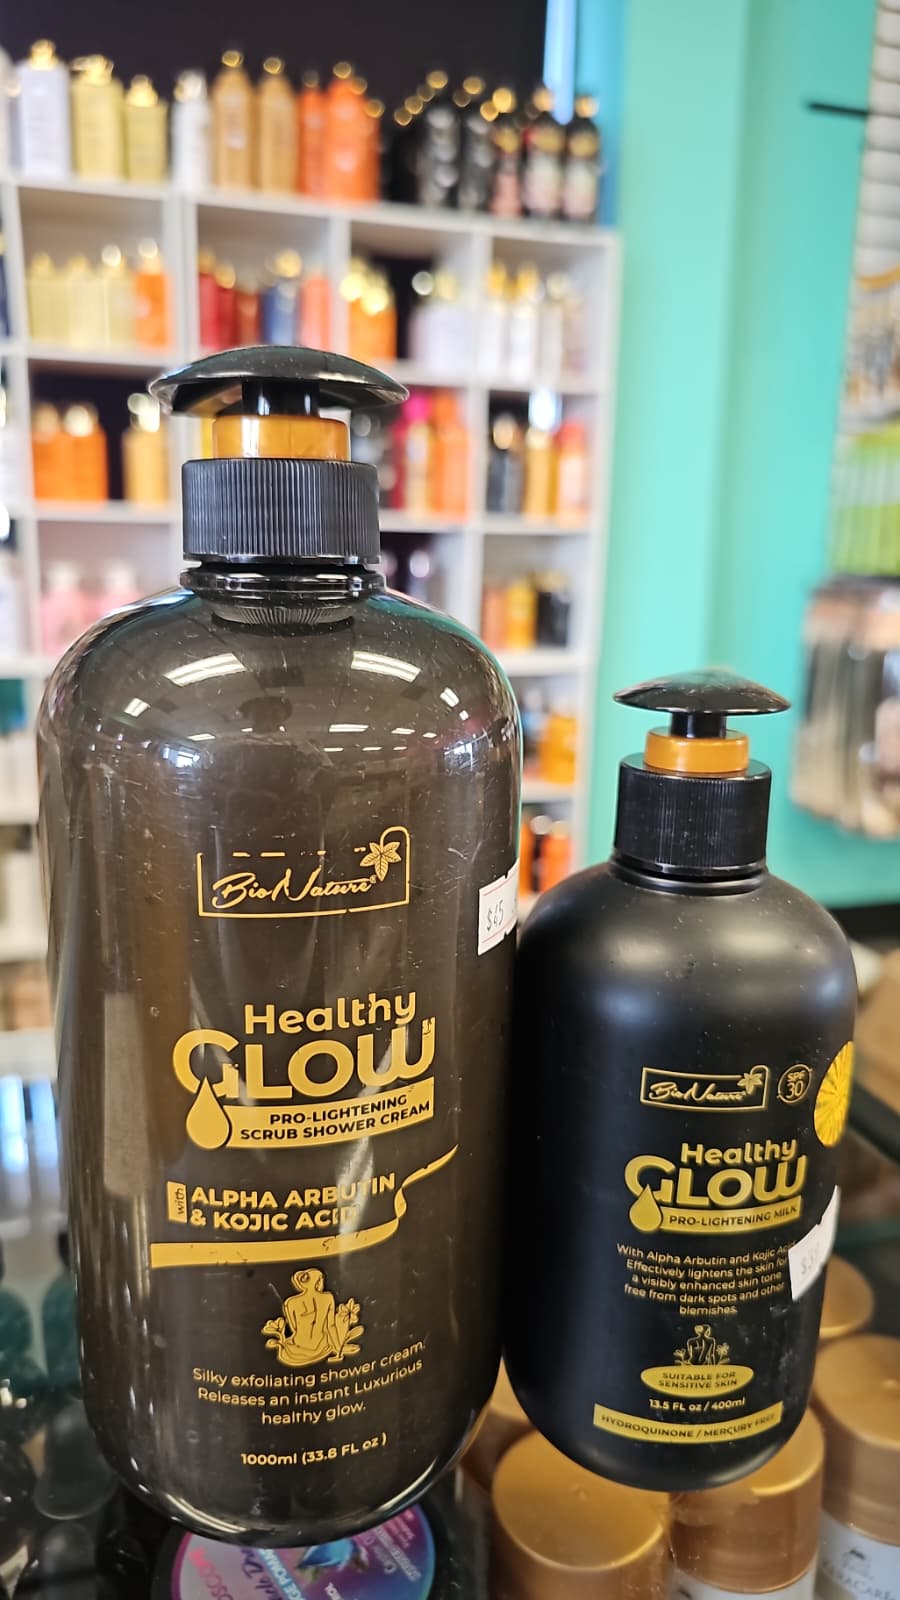 BioNature®
$45
Healthy
GLOW
PRO-LIGHTENING
SCRUB SHOWER CREAM
with
ALPHA ARBUTIN
& KOJIC ACID
Silky exfoliating shower cream.
Releases an instant Luxurious
healthy glow.
1000ml (33.8 FL oz)
BioNature
SPF
30
Healthy
GLOW
PRO-LIGHTENING MILK
With Alpha Arbutin and Kojic Acid
Effectively lightens the skin for
a visibly enhanced skin tone
free from dark spots and other
blemishes.
SUITABLE FOR
SENSITIVE SKIN
13.5 FL oz / 400ml
HYDROQUINONE / MERCURY FREE